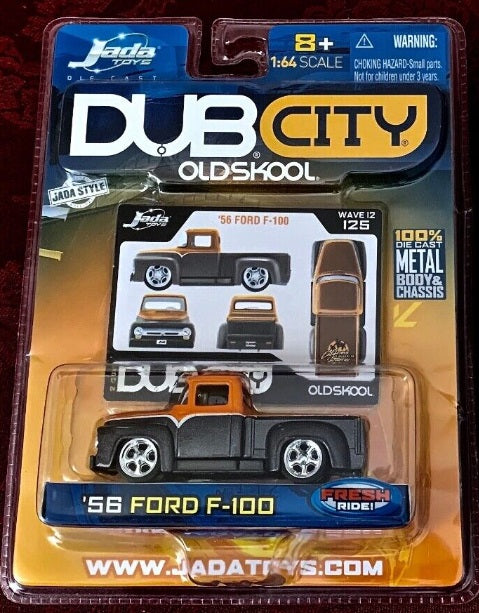 Jada
TOYS
DIE CAST
8+
1:64 SCALE
WARNING:
CHOKING HAZARD-Small parts.
Not for children under 3 years.
DUB CITY
OLDSKOOL
JADA STYLE
Jada
TOYS
'56 FORD F-100
WAVE 12
125
100%
DIE CAST
METAL
BODY &
CHASSIS
DUB CITY
OLDSKOOL
'56 FORD F-100
FRESH
RIDE!
WWW.JADATOYS.COM